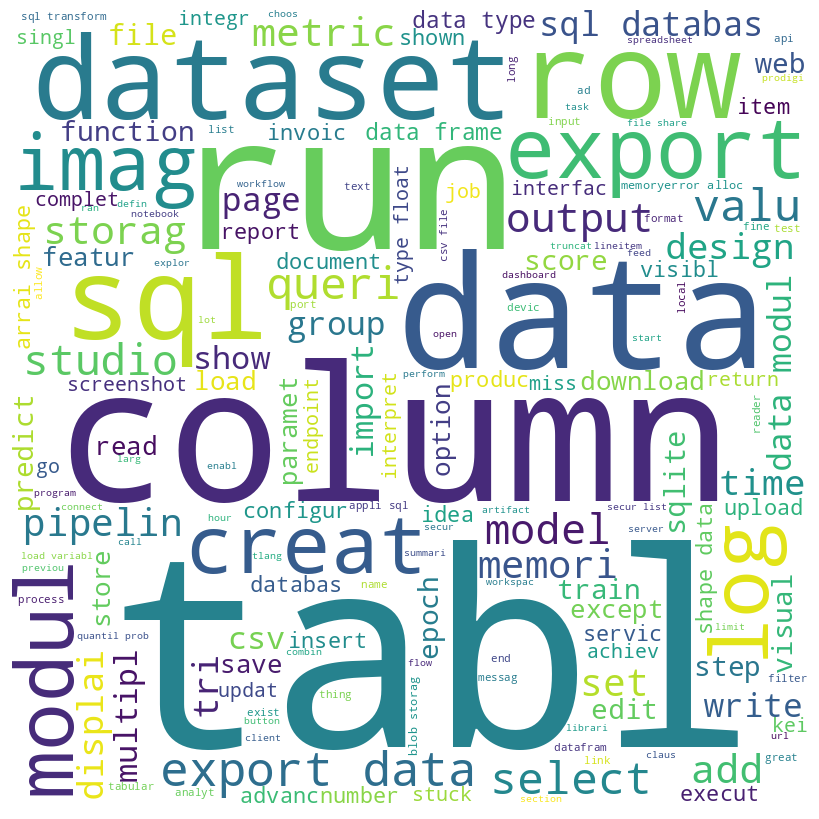 sql transform
choos
singl
file
integr
metric
shown
data type
sql databas
spreadsheet
api
long
web
prodigi
dataset
run
row
ad
task
item
function
list
invoic
data frame
input
file share
imag
export
complet
workflow
text
job
interfac
memoryerror alloc
ran
defin
notebook
page
type float
csv file
output
format
valu
storag
report
truncat
lineitem
fine
test
arrai shape
featur
explor
document
score
feed
design
visibl
allow
sql
lot
queri
port
dashboard
devic
local
data
group
open
start
data modul
studio
show
import
perform
screenshot
load
produc
miss
download
return
column
predict
read
paramet
endpoint
interpret
option
reader
go
larg
enabl
program
sqlite
time
connect
configur
appli sql
idea
artifact
secur list
upload
pipelin
hour
secur
model
server
creat
load variabl
call
tlang
summari
memori
log
previou
store
process
databas
name
epoch
workspac
train
shape data
visual
modul
tabl
except
limit
quantil prob
csv
insert
servic
displai
multipl
tri
combin
achiev
save
flow
end
step
thing
messag
set
filter
updat
blob storag
edit
write
exist
button
kei
client
librari
url
datafram
claus
great
export data
link
select
add
tabular
analyt
advanc
number
stuck
section
execut